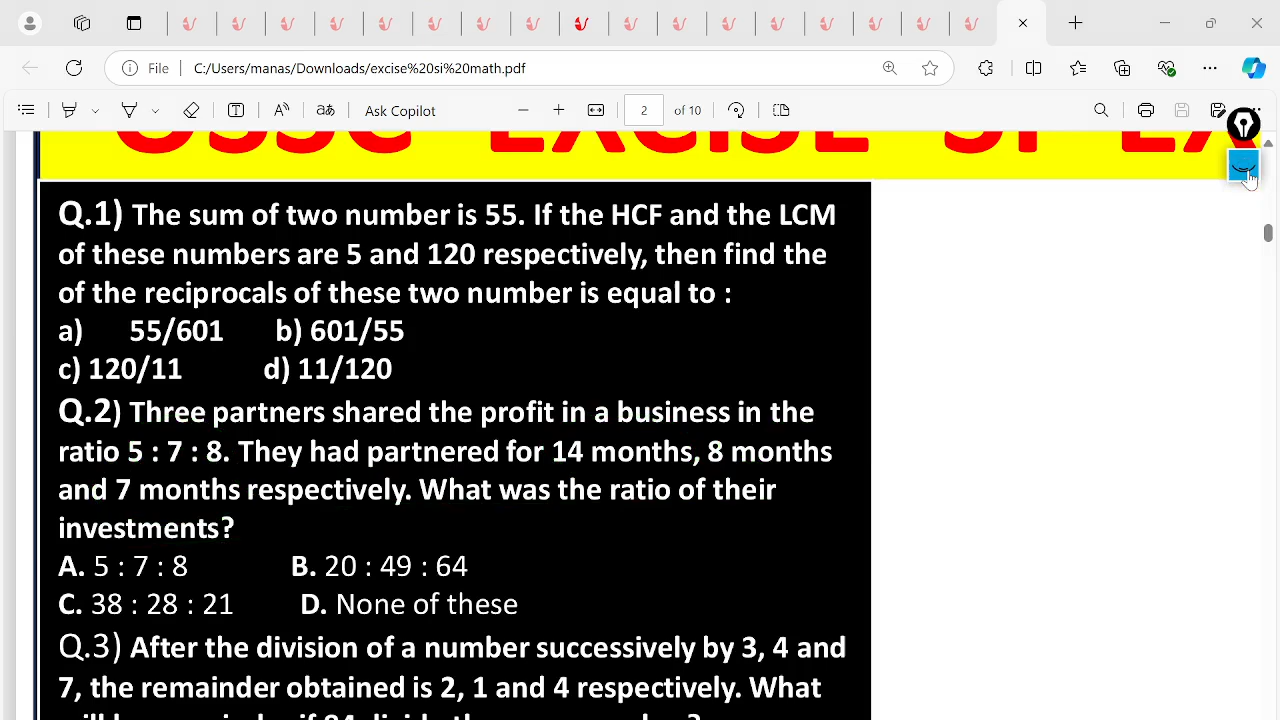 File
C:/Users/manas/Downloads/excise%20si%20math.pdf
Ask Copilot
2
of 10
OSSC EXCISE SI EX
Q.1) The sum of two number is 55. If the HCF and the LCM
of these numbers are 5 and 120 respectively, then find the
of the reciprocals of these two number is equal to :
a) 55/601 b) 601/55
c) 120/11 d) 11/120
Q.2) Three partners shared the profit in a business in the
ratio 5 : 7 : 8. They had partnered for 14 months, 8 months
and 7 months respectively. What was the ratio of their
investments?
A. 5 : 7 : 8 B. 20 : 49 : 64
C. 38 : 28 : 21 D. None of these
Q.3) After the division of a number successively by 3, 4 and
7, the remainder obtained is 2, 1 and 4 respectively. What